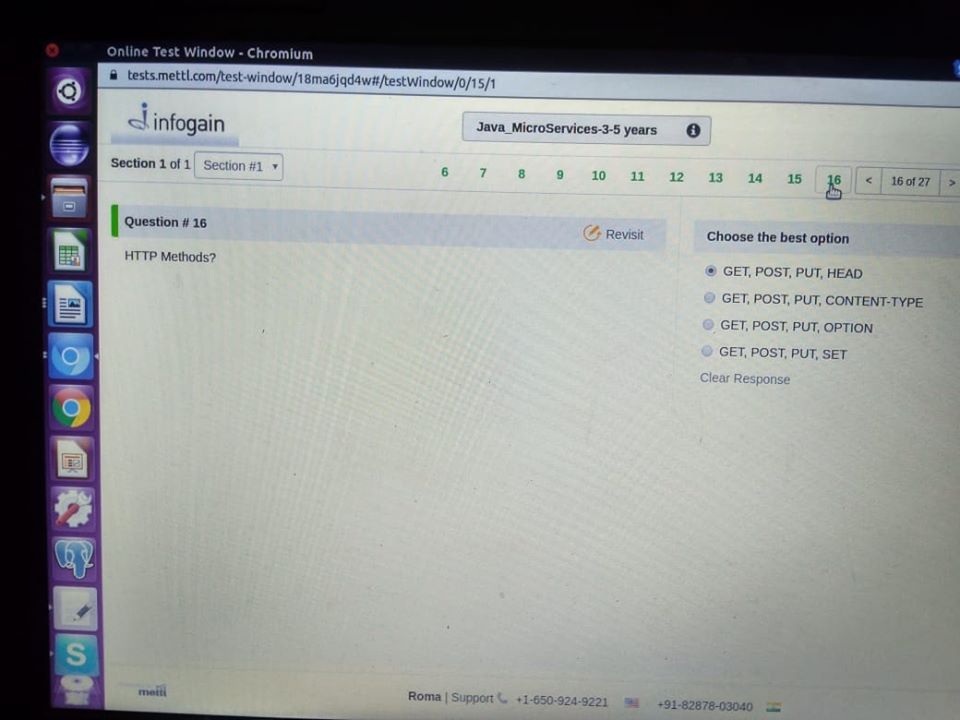 Online Test Window - Chromium
tests.mettl.com/test-window/18ma6jqd4w#/testWindow/0/15/1
infogain
Java_MicroServices-3-5 years
Section 1 of 1 Section #1
6 7 8 9 10 11 12 13 14 15 16 < 16 of 27 >
Question # 16
Revisit
HTTP Methods?
Choose the best option
GET, POST, PUT, HEAD
GET, POST, PUT, CONTENT-TYPE
GET, POST, PUT, OPTION
GET, POST, PUT, SET
Clear Response
mettl
Roma | Support +1-650-924-9221 +91-82878-03040